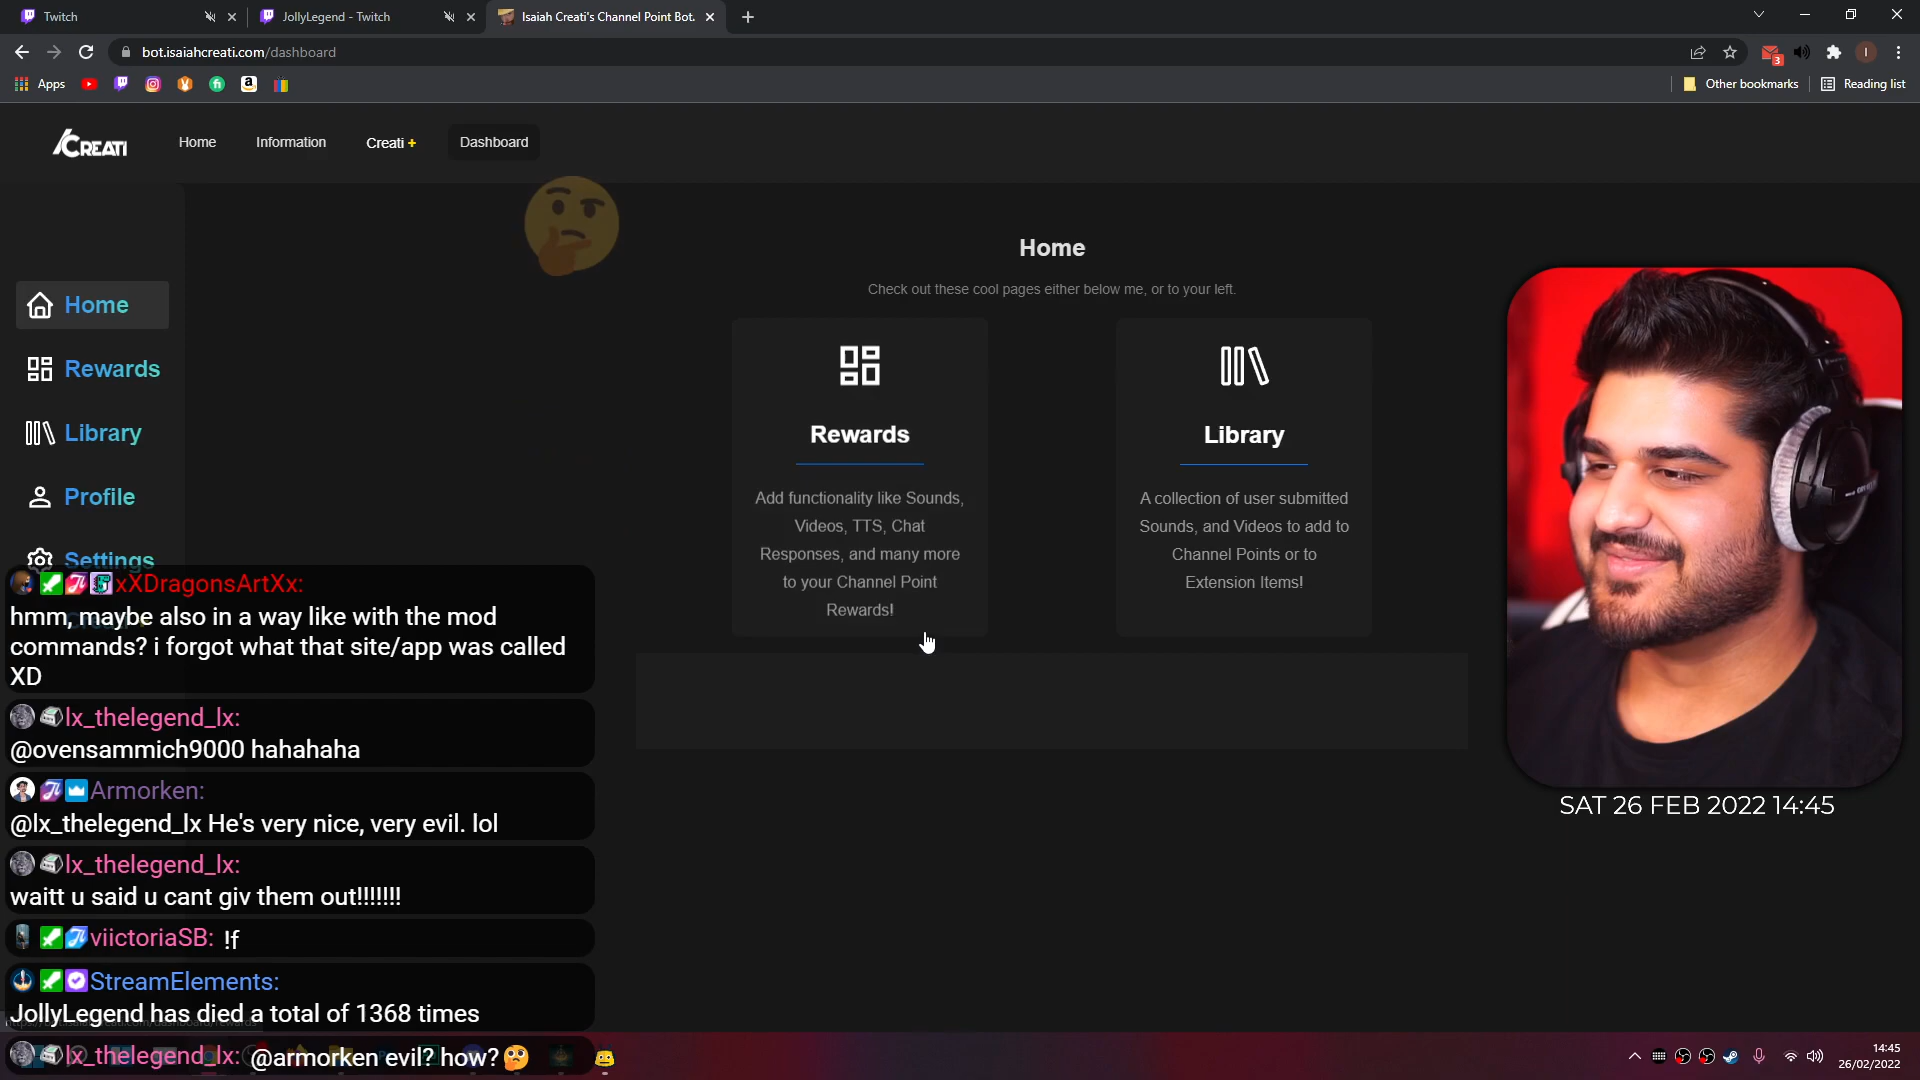 Twitch
JollyLegend - Twitch
Isaiah Creati's Channel Point Bot.
bot.isaiahcreati.com/dashboard
3
I
Apps
Other bookmarks
Reading list
CREATI
Home
Information
Creati +
Dashboard
Home
Rewards
Library
Profile
Settings
Home
Check out these cool pages either below me, or to your left.
Rewards
Add functionality like Sounds,
Videos, TTS, Chat
Responses, and many more
to your Channel Point
Rewards!
Library
A collection of user submitted
Sounds, and Videos to add to
Channel Points or to
Extension Items!
SAT 26 FEB 2022 14:45
xXDragonsArtXx:
hmm, maybe also in a way like with the mod
commands? i forgot what that site/app was called
XD
lx_thelegend_lx:
@ovensammich9000 hahahaha
Armorken:
@lx_thelegend_lx He's very nice, very evil. lol
lx_thelegend_lx:
waitt u said u cant giv them out!!!!!!!
viictoriaSB: !f
StreamElements:
JollyLegend has died a total of 1368 times
lx_thelegend_lx: @armorken evil? how?
14:45
26/02/2022